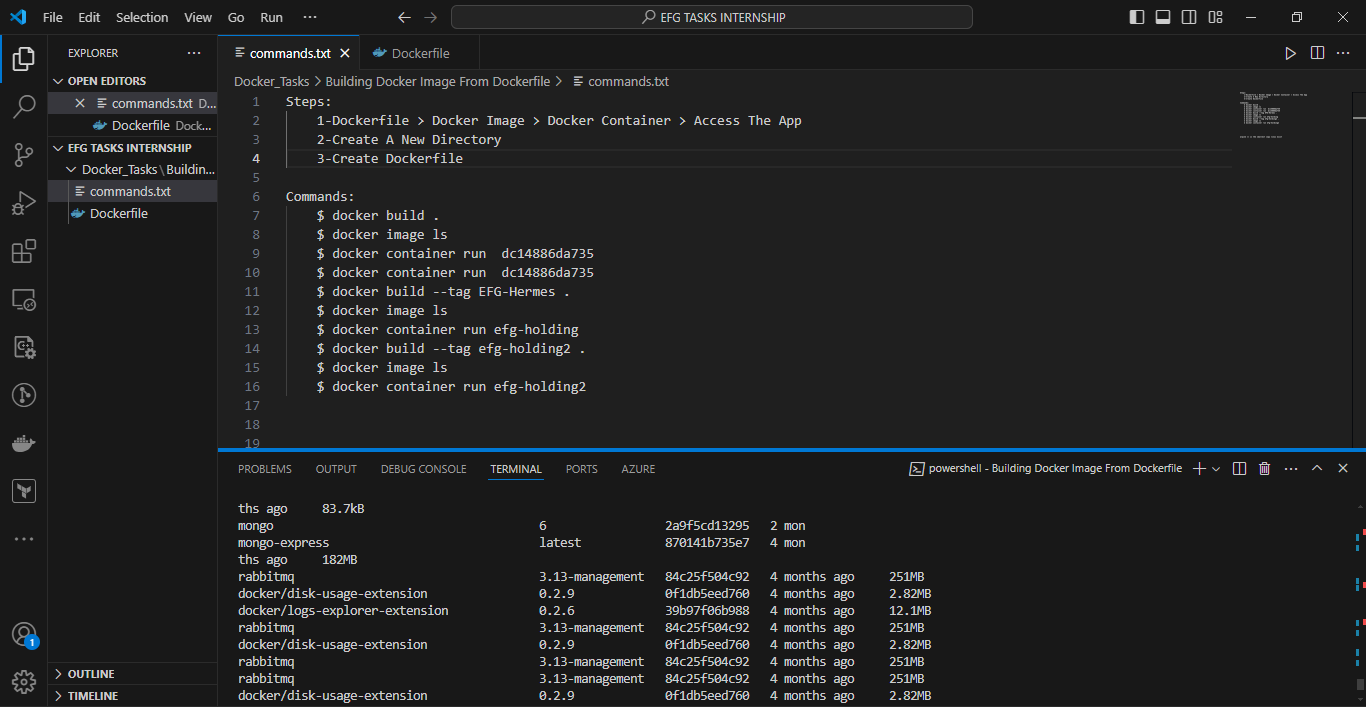 File Edit Selection View Go Run ··· EFG TASKS INTERNSHIP
EXPLORER ···
OPEN EDITORS
commands.txt D...
Dockerfile Dock...
EFG TASKS INTERNSHIP
Docker_Tasks \ Buildin...
commands.txt
Dockerfile
OUTLINE
TIMELINE
1
commands.txt Dockerfile
Docker_Tasks > Building Docker Image From Dockerfile > commands.txt
1 Steps:
2 1-Dockerfile > Docker Image > Docker Container > Access The App
3 2-Create A New Directory
4 3-Create Dockerfile
5
6 Commands:
7 $ docker build .
8 $ docker image ls
9 $ docker container run  dc14886da735
10 $ docker container run  dc14886da735
11 $ docker build --tag EFG-Hermes .
12 $ docker image ls
13 $ docker container run efg-holding
14 $ docker build --tag efg-holding2 .
15 $ docker image ls
16 $ docker container run efg-holding2
17
18
19
PROBLEMS OUTPUT DEBUG CONSOLE TERMINAL PORTS AZURE powershell - Building Docker Image From Dockerfile
ths ago 83.7kB
mongo 6 2a9f5cd13295 2 mon
mongo-express latest 870141b735e7 4 mon
ths ago 182MB
rabbitmq 3.13-management 84c25f504c92 4 months ago 251MB
docker/disk-usage-extension 0.2.9 0f1db5eed760 4 months ago 2.82MB
docker/logs-explorer-extension 0.2.6 39b97f06b988 4 months ago 12.1MB
rabbitmq 3.13-management 84c25f504c92 4 months ago 251MB
docker/disk-usage-extension 0.2.9 0f1db5eed760 4 months ago 2.82MB
rabbitmq 3.13-management 84c25f504c92 4 months ago 251MB
rabbitmq 3.13-management 84c25f504c92 4 months ago 251MB
docker/disk-usage-extension 0.2.9 0f1db5eed760 4 months ago 2.82MB